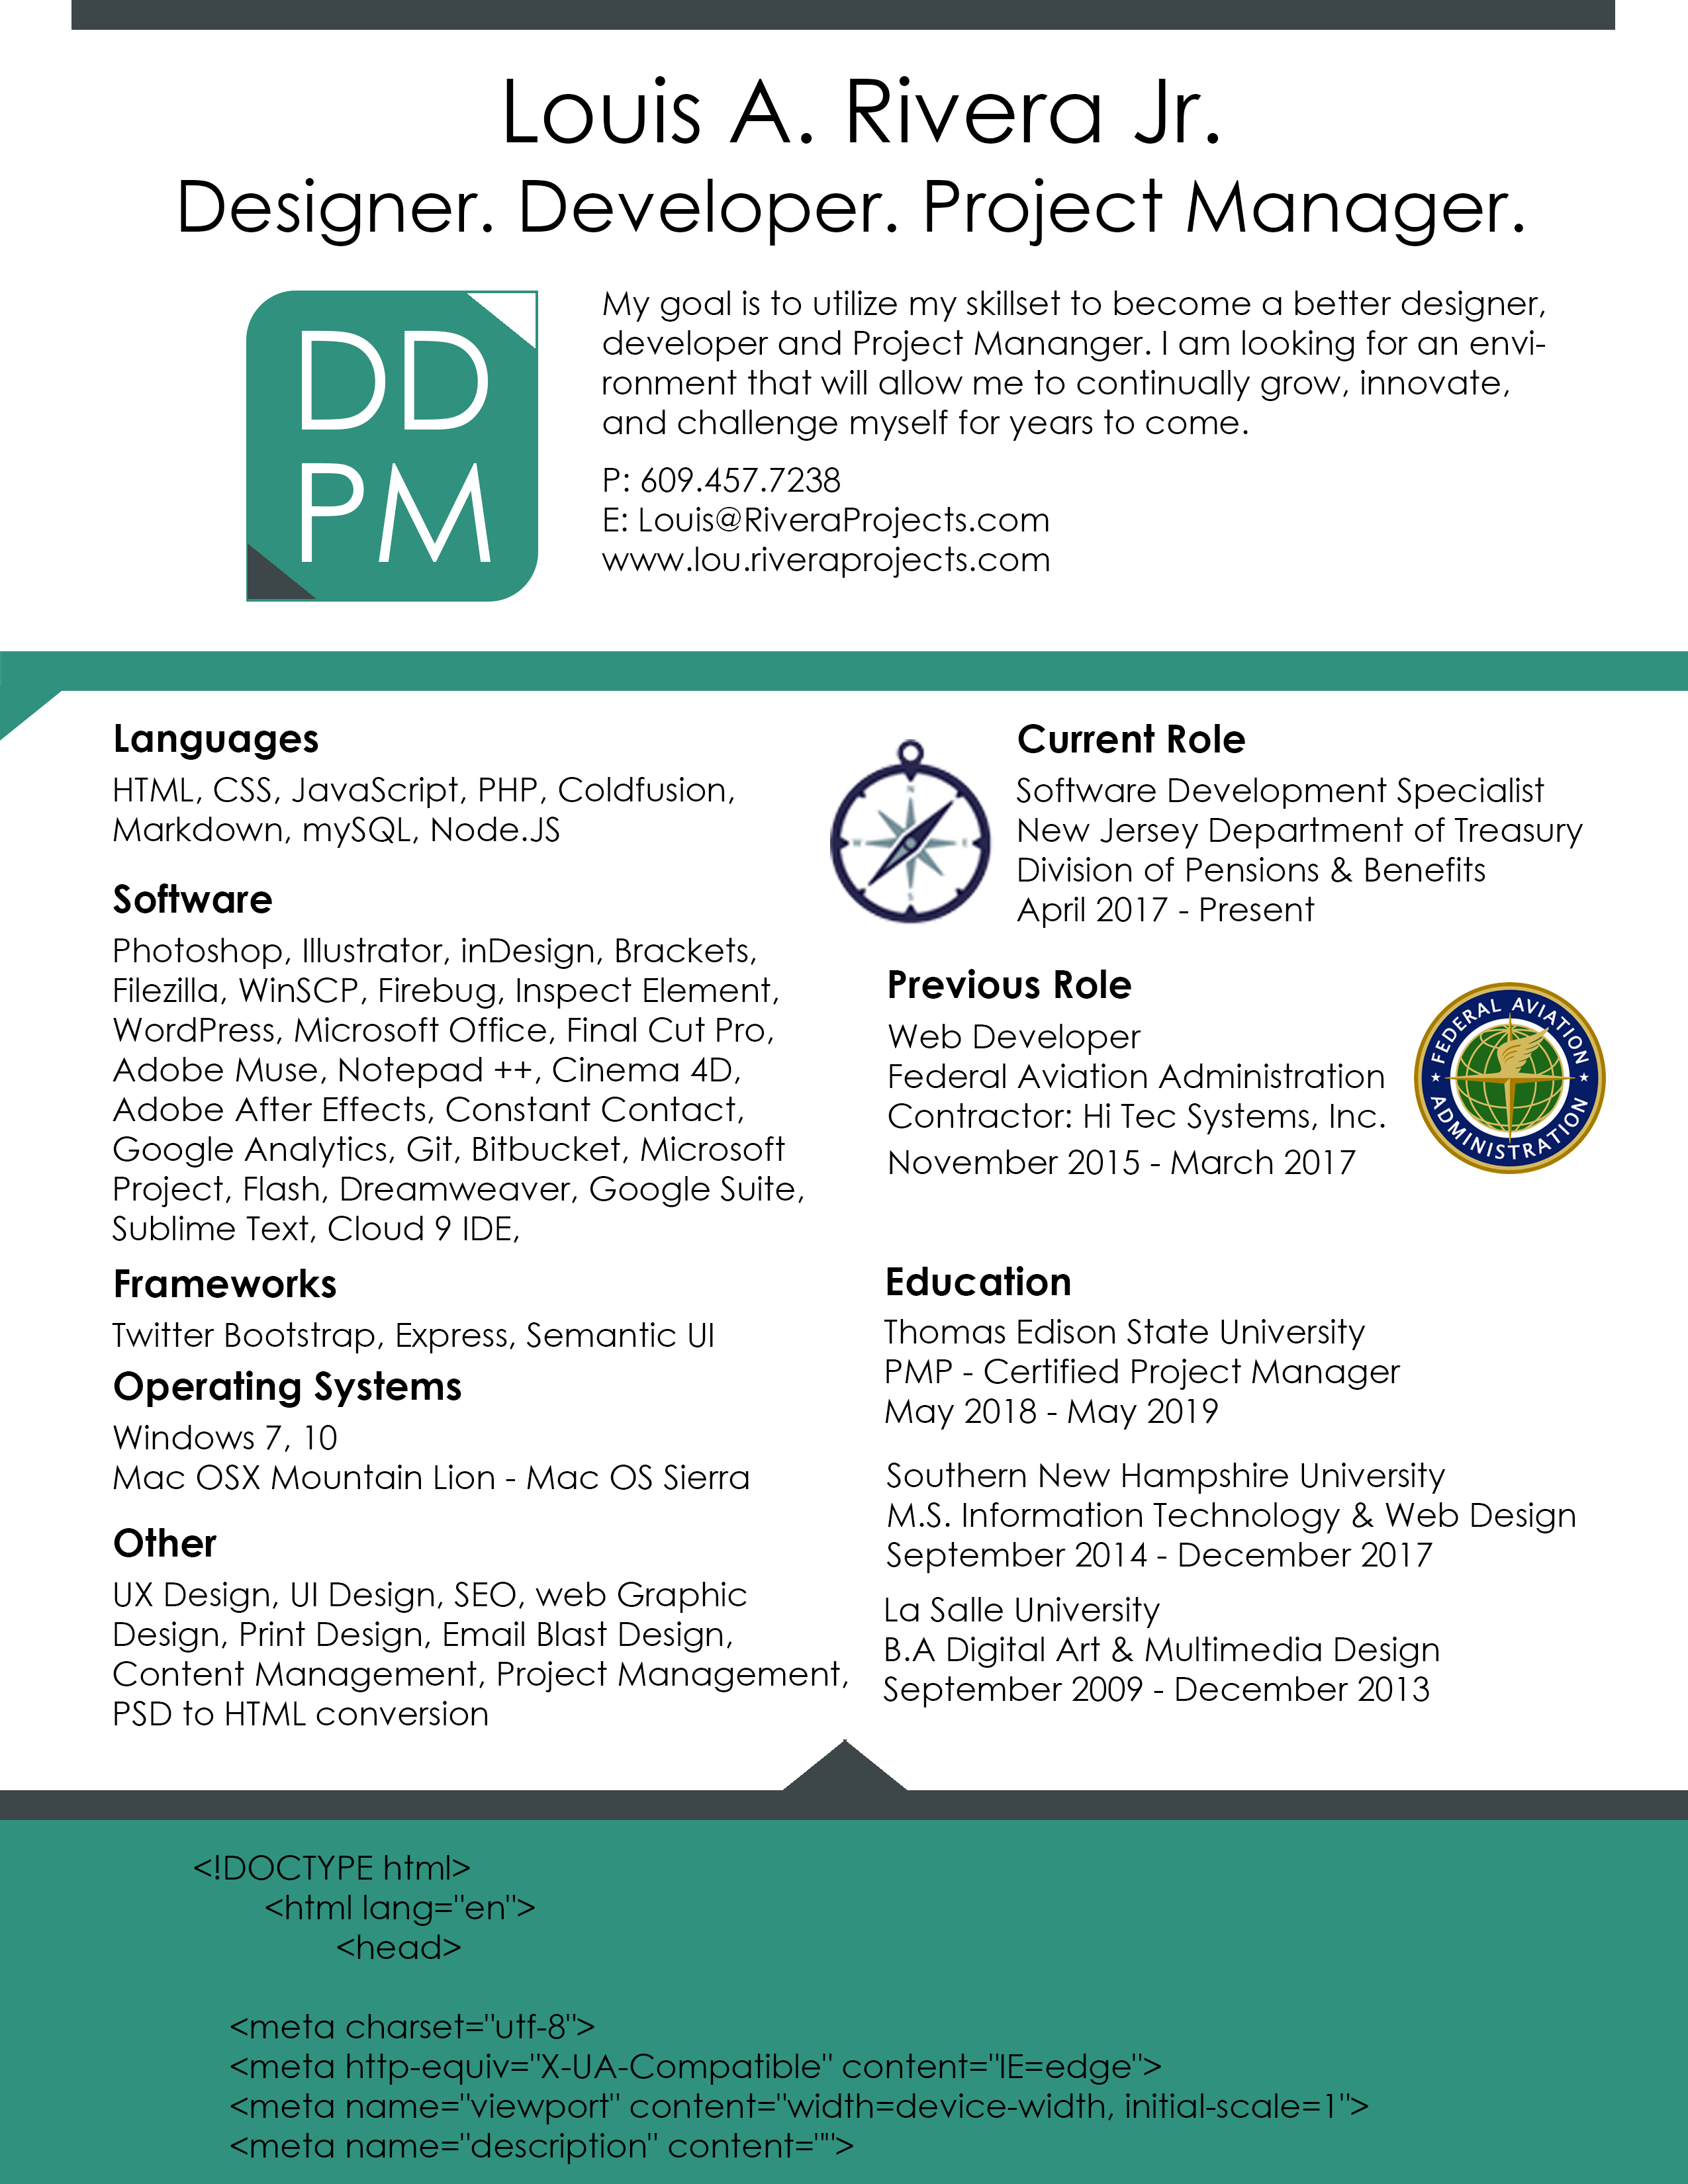 Louis A. Rivera Jr.
Designer. Developer. Project Manager.
DD
PM
My goal is to utilize my skillset to become a better designer,
developer and Project Mananger. I am looking for an envi-
ronment that will allow me to continually grow, innovate,
and challenge myself for years to come.
P: 609.457.7238
E: Louis@RiveraProjects.com
www.lou.riveraprojects.com
Languages
HTML, CSS, JavaScript, PHP, Coldfusion,
Markdown, mySQL, Node.JS
Software
Photoshop, Illustrator, inDesign, Brackets,
Filezilla, WinSCP, Firebug, Inspect Element,
WordPress, Microsoft Office, Final Cut Pro,
Adobe Muse, Notepad ++, Cinema 4D,
Adobe After Effects, Constant Contact,
Google Analytics, Git, Bitbucket, Microsoft
Project, Flash, Dreamweaver, Google Suite,
Sublime Text, Cloud 9 IDE,
Frameworks
Twitter Bootstrap, Express, Semantic UI
Operating Systems
Windows 7, 10
Mac OSX Mountain Lion - Mac OS Sierra
Other
UX Design, UI Design, SEO, web Graphic
Design, Print Design, Email Blast Design,
Content Management, Project Management,
PSD to HTML conversion
N
W
E
S
Current Role
Software Development Specialist
New Jersey Department of Treasury
Division of Pensions & Benefits
April 2017 - Present
Previous Role
Web Developer
Federal Aviation Administration
Contractor: Hi Tec Systems, Inc.
November 2015 - March 2017
FEDERAL AVIATION
ADMINISTRATION
Education
Thomas Edison State University
PMP - Certified Project Manager
May 2018 - May 2019
Southern New Hampshire University
M.S. Information Technology & Web Design
September 2014 - December 2017
La Salle University
B.A Digital Art & Multimedia Design
September 2009 - December 2013
<!DOCTYPE html>
<html lang="en">
<head>
<meta charset="utf-8">
<meta http-equiv="X-UA-Compatible" content="IE=edge">
<meta name="viewport" content="width=device-width, initial-scale=1">
<meta name="description" content="">